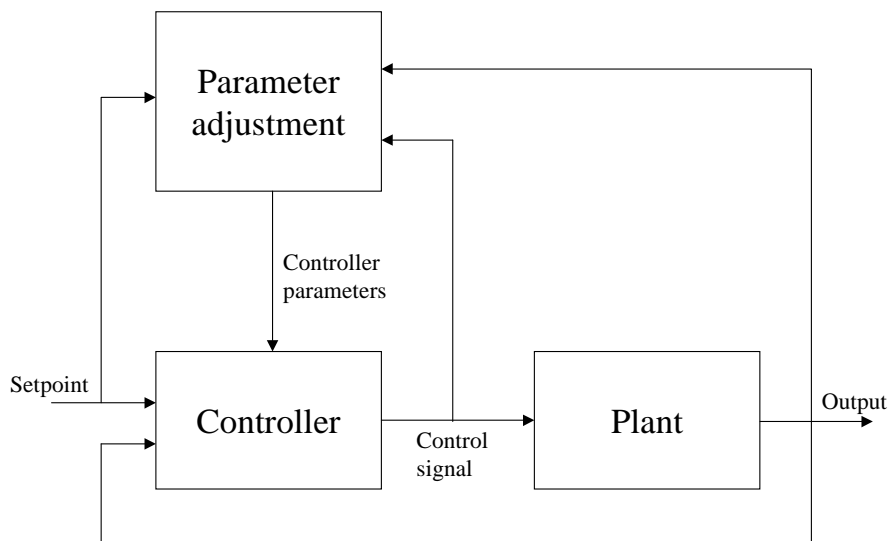 Parameter
adjustment
Controller
parameters
Setpoint
Controller
Control
signal
Plant
Output